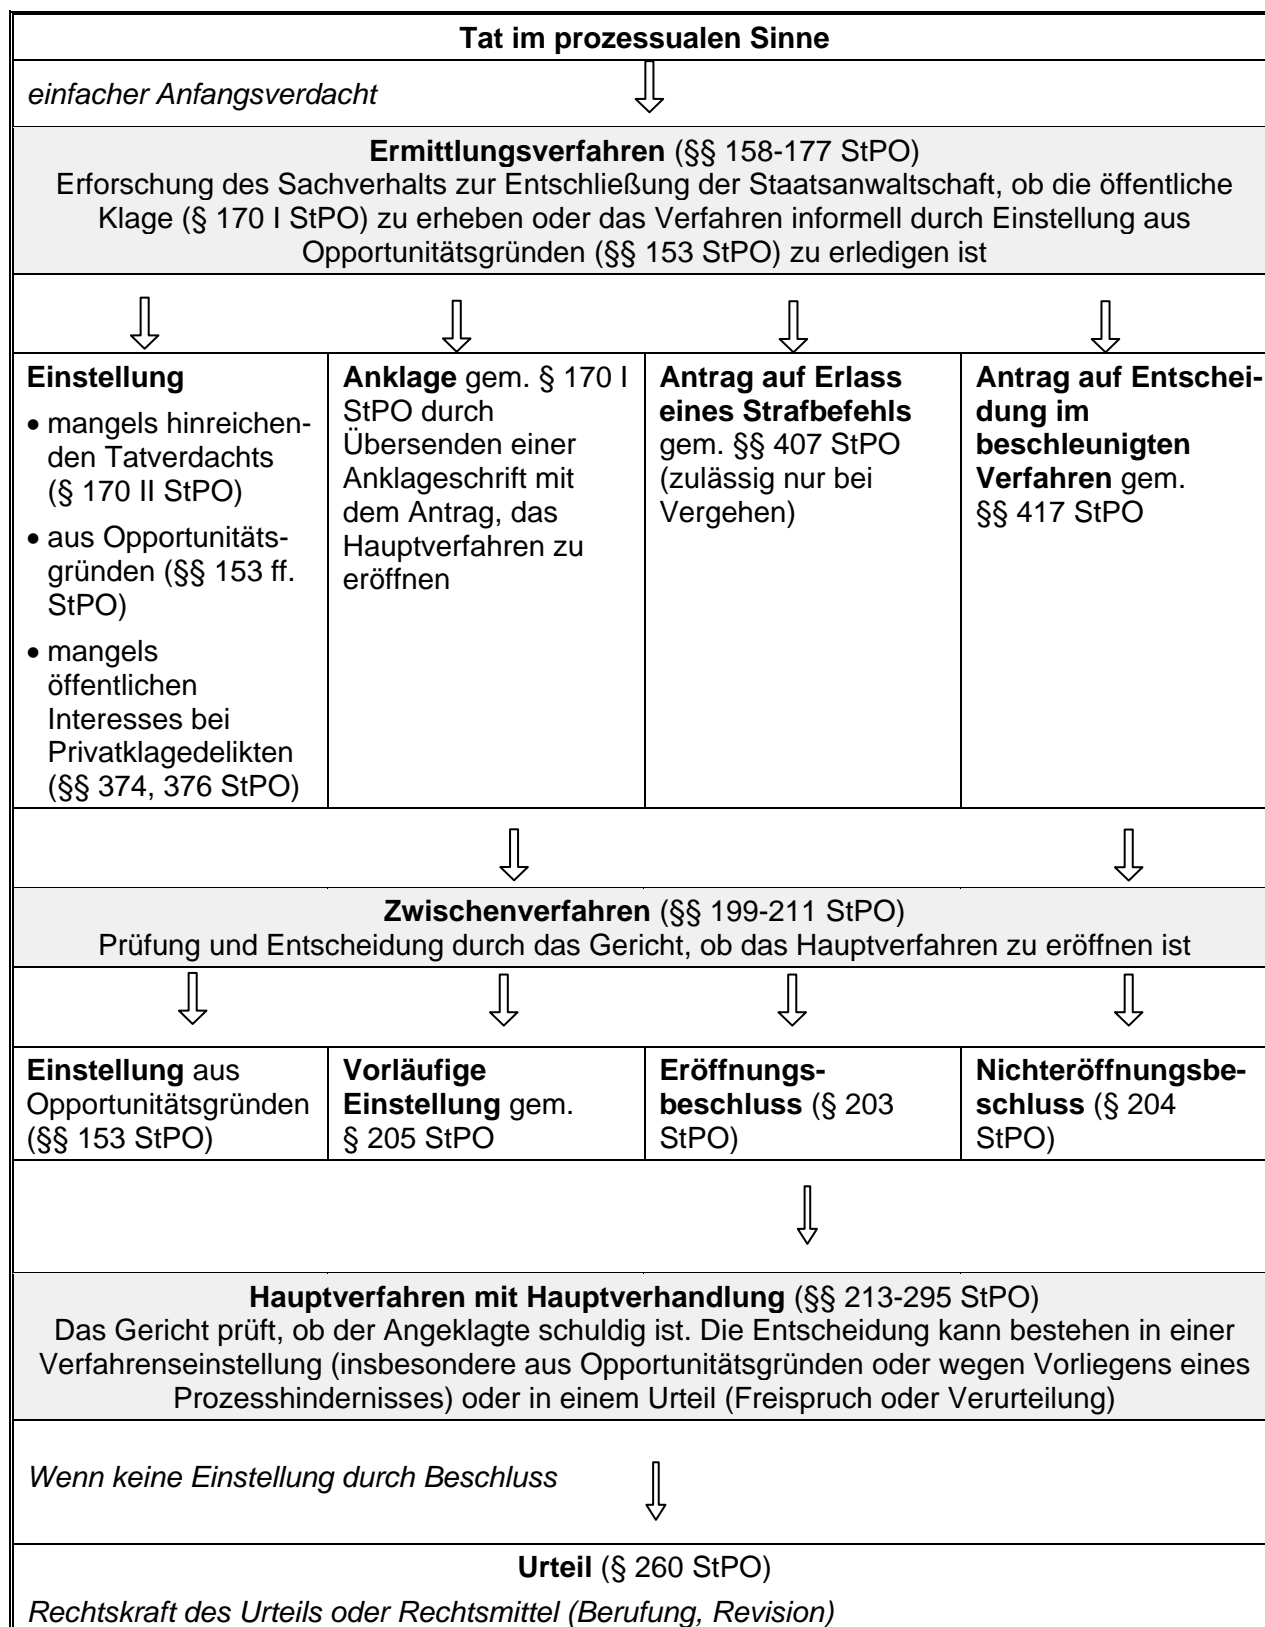 Tat im prozessualen Sinne
einfacher Anfangsverdacht
Ermittlungsverfahren (§§ 158-177 StPO)
Erforschung des Sachverhalts zur Entschließung der Staatsanwaltschaft, ob die öffentliche
Klage (§ 170 I StPO) zu erheben oder das Verfahren informell durch Einstellung aus
Opportunitätsgründen (§§ 153 StPO) zu erledigen ist
Einstellung
• mangels hinreichen-
den Tatverdachts
(§ 170 II StPO)
• aus Opportunitäts-
gründen (§§ 153 ff.
StPO)
• mangels
öffentlichen
Interesses bei
Privatklagedelikten
(§§ 374, 376 StPO)
Anklage gem. § 170 I
StPO durch
Übersenden einer
Anklageschrift mit
dem Antrag, das
Hauptverfahren zu
eröffnen
Antrag auf Erlass
eines Strafbefehls
gem. §§ 407 StPO
(zulässig nur bei
Vergehen)
Antrag auf Entschei-
dung im
beschleunigten
Verfahren gem.
§§ 417 StPO
Zwischenverfahren (§§ 199-211 StPO)
Prüfung und Entscheidung durch das Gericht, ob das Hauptverfahren zu eröffnen ist
Einstellung aus
Opportunitätsgründen
(§§ 153 StPO)
Vorläufige
Einstellung gem.
§ 205 StPO
Eröffnungs-
beschluss (§ 203
StPO)
Nichteröffnungsbe-
schluss (§ 204
StPO)
Hauptverfahren mit Hauptverhandlung (§§ 213-295 StPO)
Das Gericht prüft, ob der Angeklagte schuldig ist. Die Entscheidung kann bestehen in einer
Verfahrenseinstellung (insbesondere aus Opportunitätsgründen oder wegen Vorliegens eines
Prozesshindernisses) oder in einem Urteil (Freispruch oder Verurteilung)
Wenn keine Einstellung durch Beschluss
Urteil (§ 260 StPO)
Rechtskraft des Urteils oder Rechtsmittel (Berufung, Revision)